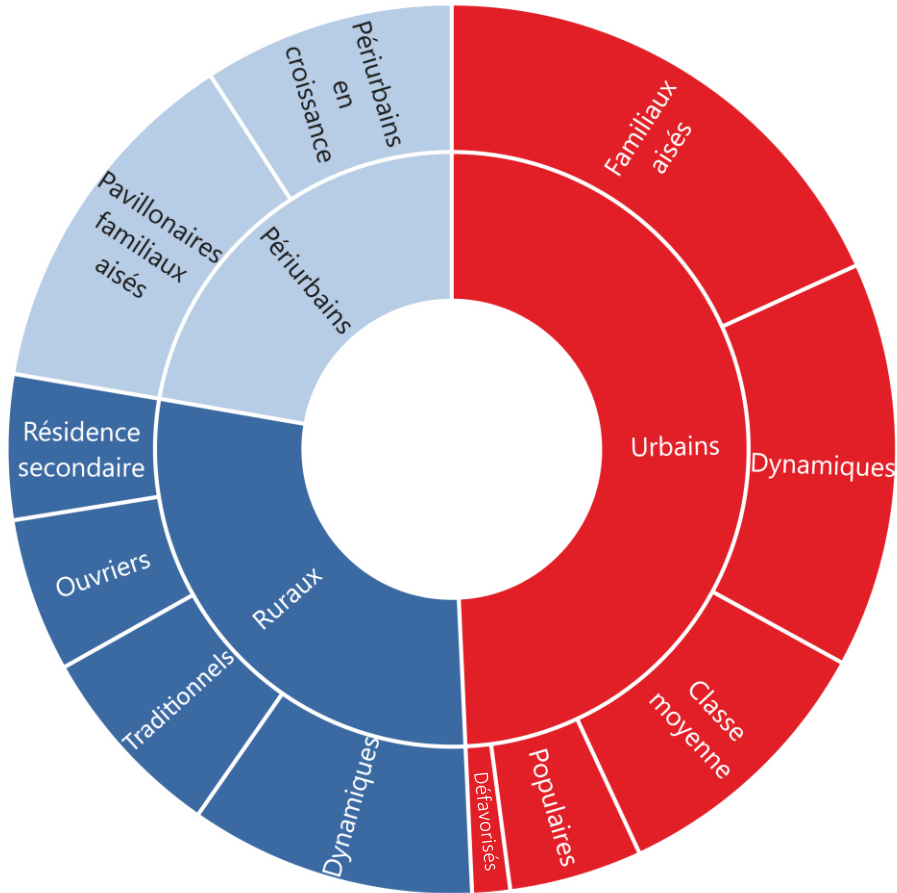 Urbains
Familiaux
aisés
Dynamiques
Classe
moyenne
Populaires
Défavorisés
Ruraux
Dynamiques
Traditionnels
Ouvriers
Résidence
secondaire
Périurbains
Pavillonaires
familiaux
aisés
Périurbains
en
croissance